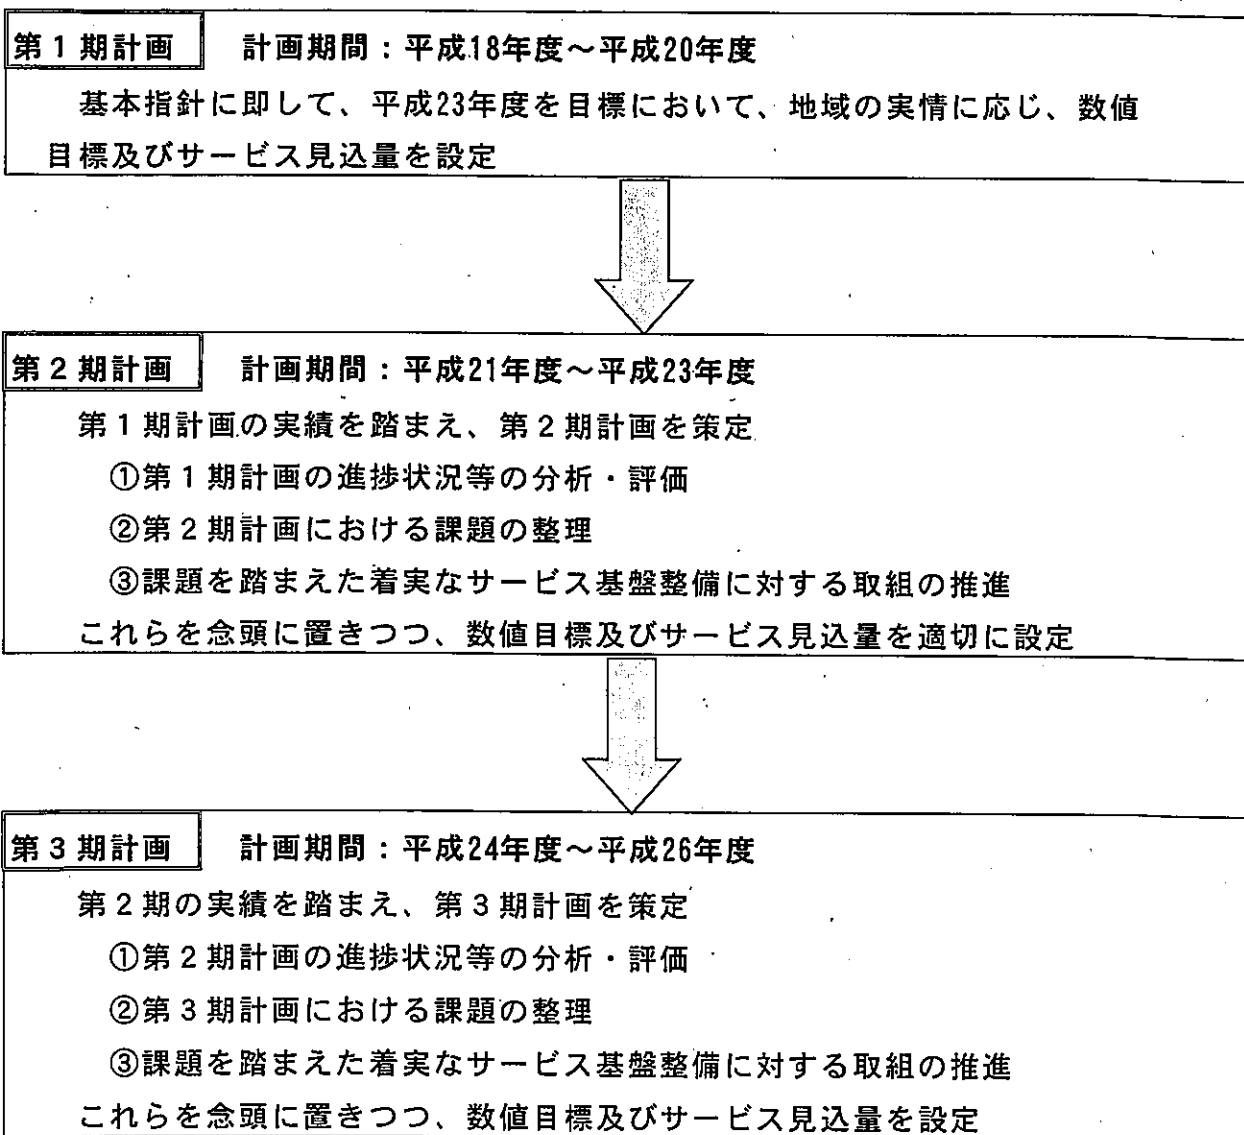 第1期計画 計画期間：平成18年度～平成20年度
基本指針に即して、平成23年度を目標において、地域の実情に応じ、数値
目標及びサービス見込量を設定
第2期計画 計画期間：平成21年度～平成23年度
第1期計画の実績を踏まえ、第2期計画を策定
①第1期計画の進捗状況等の分析・評価
②第2期計画における課題の整理
③課題を踏まえた着実なサービス基盤整備に対する取組の推進
これらを念頭に置きつつ、数値目標及びサービス見込量を適切に設定
第3期計画 計画期間：平成24年度～平成26年度
第2期の実績を踏まえ、第3期計画を策定
①第2期計画の進捗状況等の分析・評価
②第3期計画における課題の整理
③課題を踏まえた着実なサービス基盤整備に対する取組の推進
これらを念頭に置きつつ、数値目標及びサービス見込量を設定